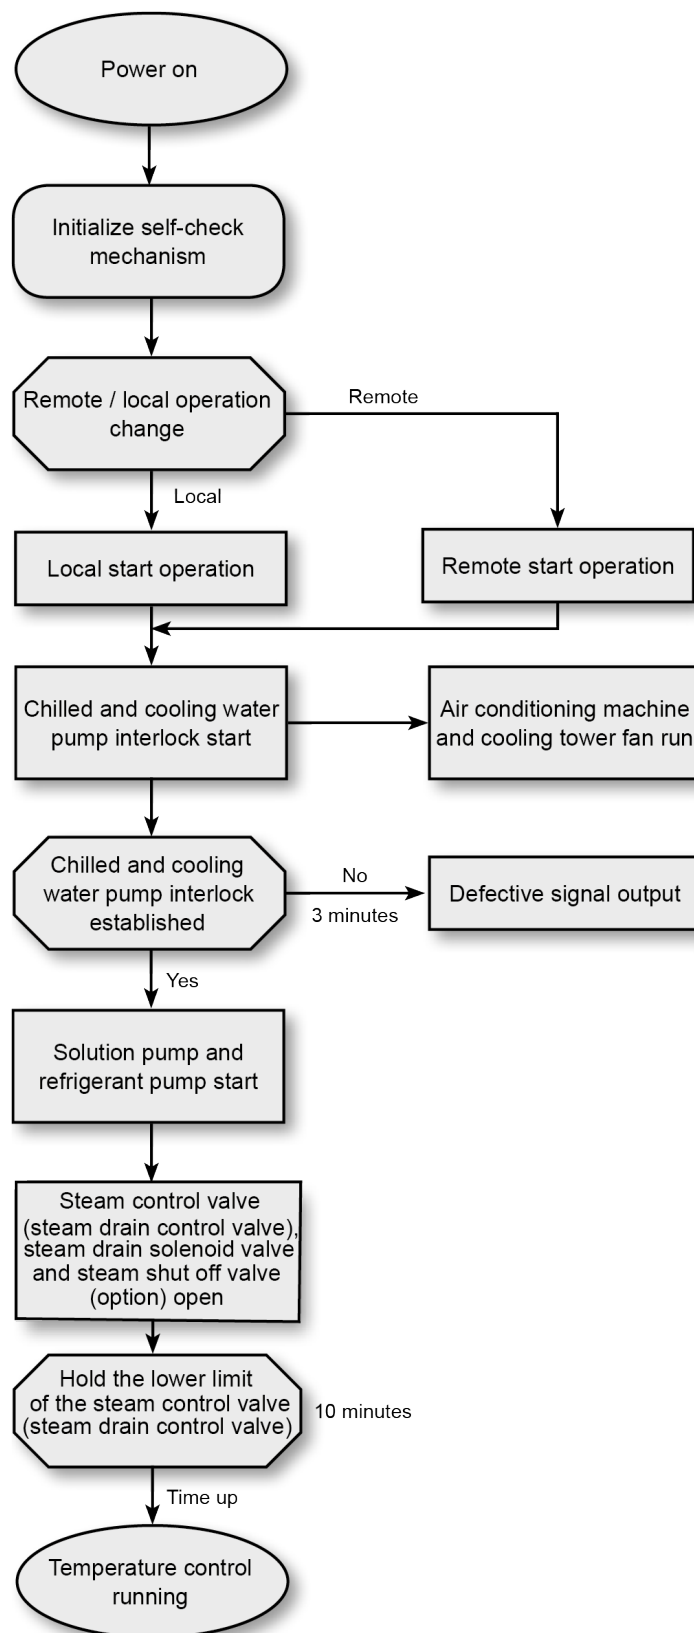 Power on
Initialize self-check
mechanism
Remote / local operation
change
Remote
Local
Local start operation
Remote start operation
Chilled and cooling water
pump interlock start
Air conditioning machine
and cooling tower fan run
Chilled and cooling
water pump interlock
established
No
3 minutes
Defective signal output
Yes
Solution pump and
refrigerant pump start
Steam control valve
(steam drain control valve),
steam drain solenoid valve
and steam shut off valve
(option) open
Hold the lower limit
of the steam control valve
(steam drain control valve)
10 minutes
Time up
Temperature control
running